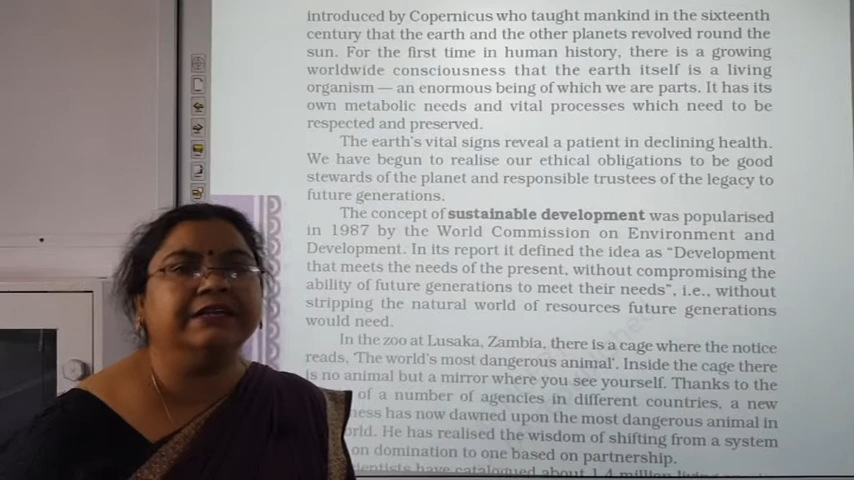 introduced by Copernicus who taught mankind in the sixteenth
century that the earth and the other planets revolved round the
sun. For the first time in human history, there is a growing
worldwide consciousness that the earth itself is a living
organism — an enormous being of which we are parts. It has its
own metabolic needs and vital processes which need to be
respected and preserved.
The earth's vital signs reveal a patient in declining health.
We have begun to realise our ethical obligations to be good
stewards of the planet and responsible trustees of the legacy to
future generations.
The concept of sustainable development was popularised
in 1987 by the World Commission on Environment and
Development. In its report it defined the idea as "Development
that meets the needs of the present, without compromising the
ability of future generations to meet their needs", i.e., without
stripping the natural world of resources future generations
would need.
In the zoo at Lusaka, Zambia, there is a cage where the notice
reads, 'The world's most dangerous animal'. Inside the cage there
is no animal but a mirror where you see yourself. Thanks to the
of a number of agencies in different countries, a new
ness has now dawned upon the most dangerous animal in
orld. He has realised the wisdom of shifting from a system
on domination to one based on partnership.
ientists have catalogued about 1.4 million living